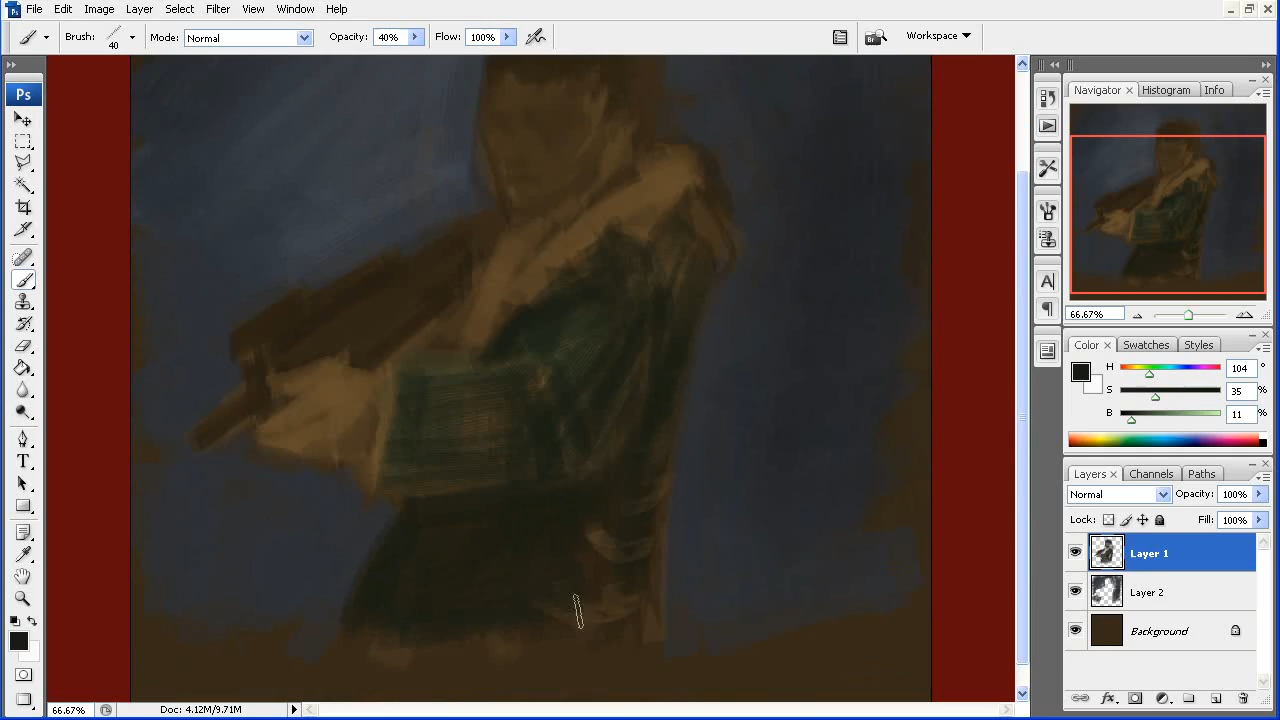 Ps File Edit Image Layer Select Filter View Window Help
Brush: 40 Mode: Normal Opacity: 40% Flow: 100% Br Workspace
Ps
Navigator Histogram Info
66.67%
Color Swatches Styles
H 104 °
S 35 %
B 11 %
Layers Channels Paths
Normal Opacity: 100%
Lock: Fill: 100%
Layer 1
Layer 2
Background
66.67% Doc: 4.12M/9.71M